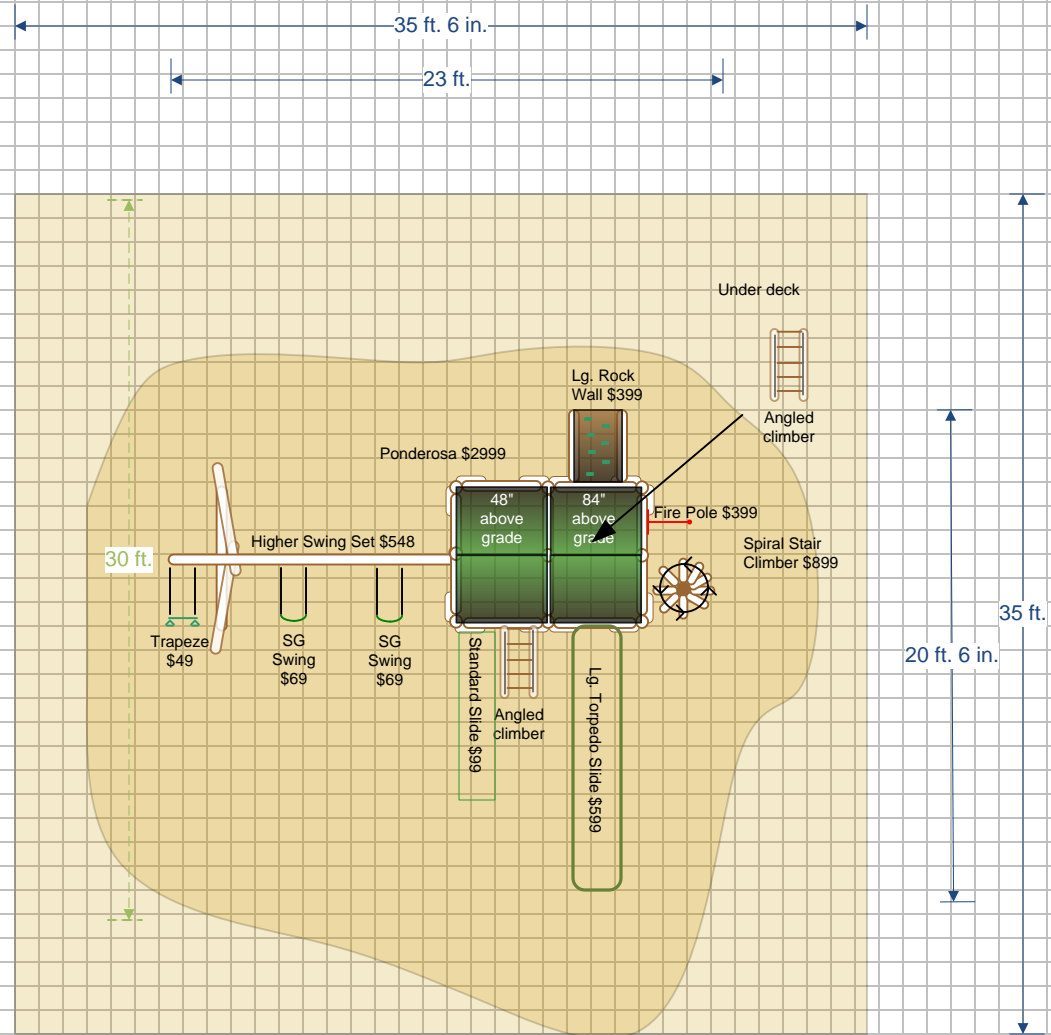 35 ft. 6 in.
23 ft.
Under deck
Lg. Rock
Wall $399
Angled
climber
Ponderosa $2999
48"
above
grade
84"
above
grade
Fire Pole $399
Higher Swing Set $548
Spiral Stair
Climber $899
30 ft.
35 ft.
Trapeze
$49
SG
Swing
$69
SG
Swing
$69
20 ft. 6 in.
Standard Slide $99
Angled
climber
Lg. Torpedo Slide $599